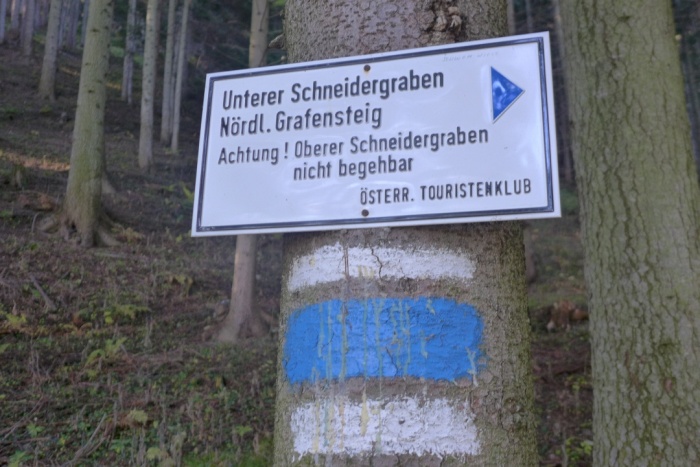 Unterer Schneidergraben
Nördl. Grafensteig
Achtung! Oberer Schneidergraben
nicht begehbar
ÖSTERR. TOURISTENKLUB